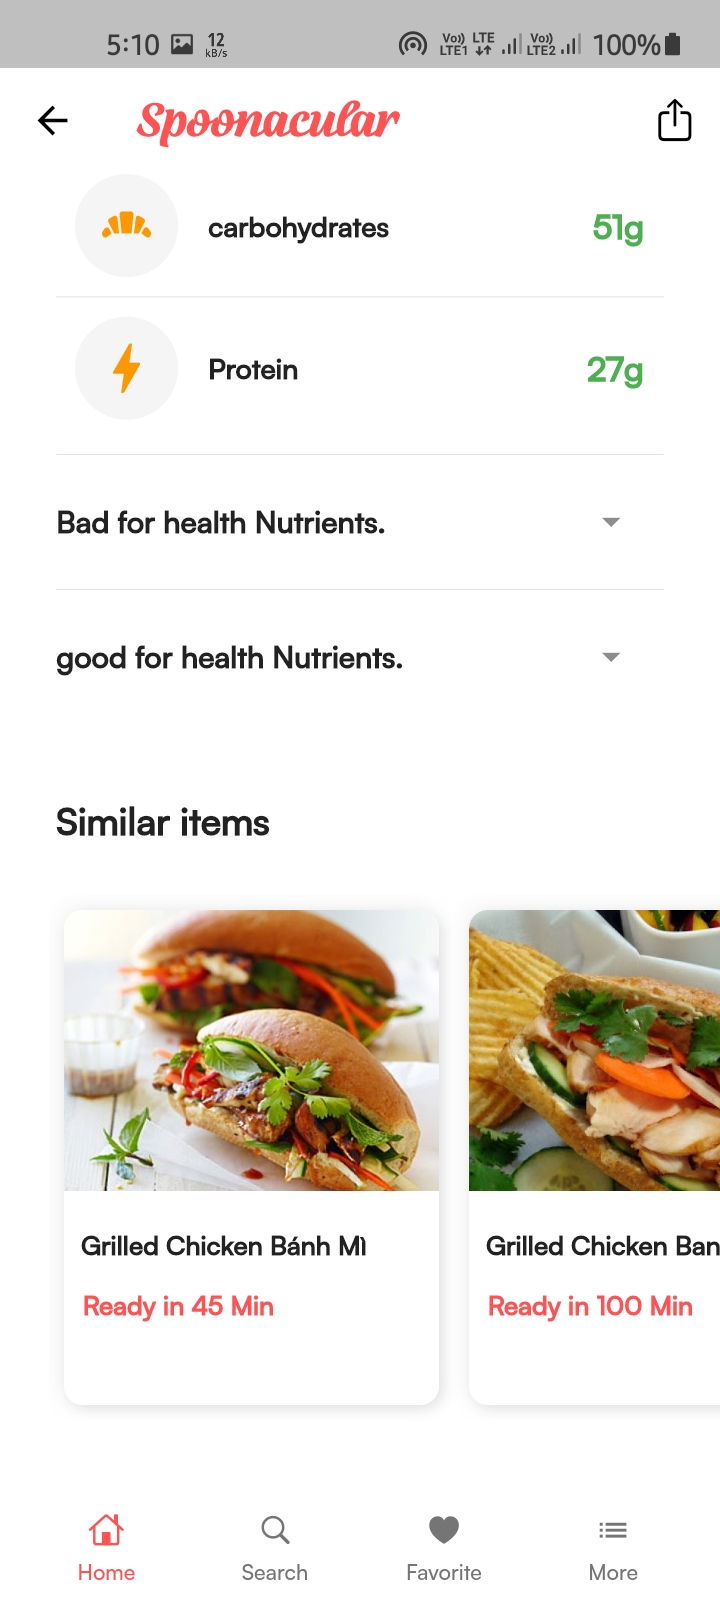 5:10 12 kB/s Vo)) LTE1 LTE Vo)) LTE2 100%
Spoonacular
carbohydrates 51g
Protein 27g
Bad for health Nutrients.
good for health Nutrients.
Similar items
Grilled Chicken Bánh Mì
Grilled Chicken Ban
Ready in 45 Min
Ready in 100 Min
Home Search Favorite More